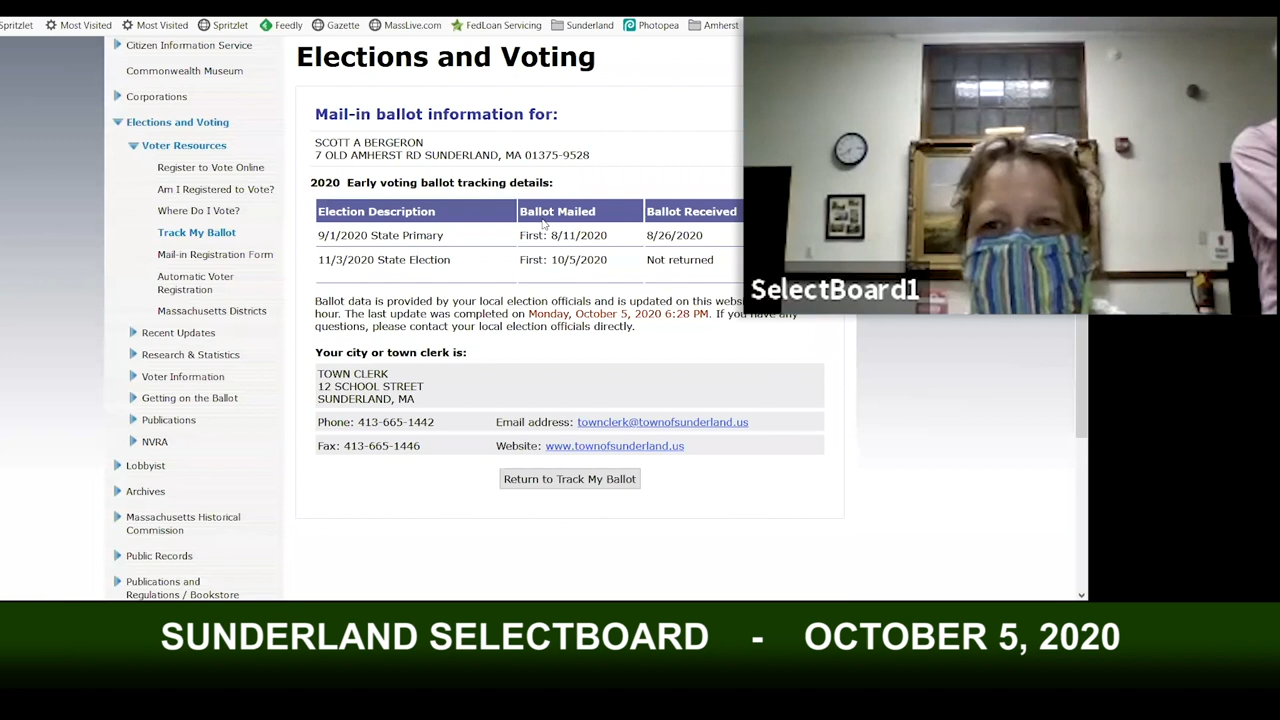 Spritzlet Most Visited Most Visited Spritzlet Feedly Gazette MassLive.com FedLoan Servicing Sunderland Photopea Amherst
Citizen Information Service
Commonwealth Museum
Corporations
Elections and Voting
Voter Resources
Register to Vote Online
Am I Registered to Vote?
Where Do I Vote?
Track My Ballot
Mail-in Registration Form
Automatic Voter
Registration
Massachusetts Districts
Recent Updates
Research & Statistics
Voter Information
Getting on the Ballot
Publications
NVRA
Lobbyist
Archives
Massachusetts Historical
Commission
Public Records
Publications and
Regulations / Bookstore
Elections and Voting
Mail-in ballot information for:
SCOTT A BERGERON
7 OLD AMHERST RD SUNDERLAND, MA 01375-9528
2020 Early voting ballot tracking details:
Election Description Ballot Mailed Ballot Received
9/1/2020 State Primary First: 8/11/2020 8/26/2020
11/3/2020 State Election First: 10/5/2020 Not returned
Ballot data is provided by your local election officials and is updated on this webs
hour. The last update was completed on Monday, October 5, 2020 6:28 PM. If you have any
questions, please contact your local election officials directly.
Your city or town clerk is:
TOWN CLERK
12 SCHOOL STREET
SUNDERLAND, MA
Phone: 413-665-1442 Email address: townclerk@townofsunderland.us
Fax: 413-665-1446 Website: www.townofsunderland.us
Return to Track My Ballot
SelectBoard1
SUNDERLAND SELECTBOARD - OCTOBER 5, 2020